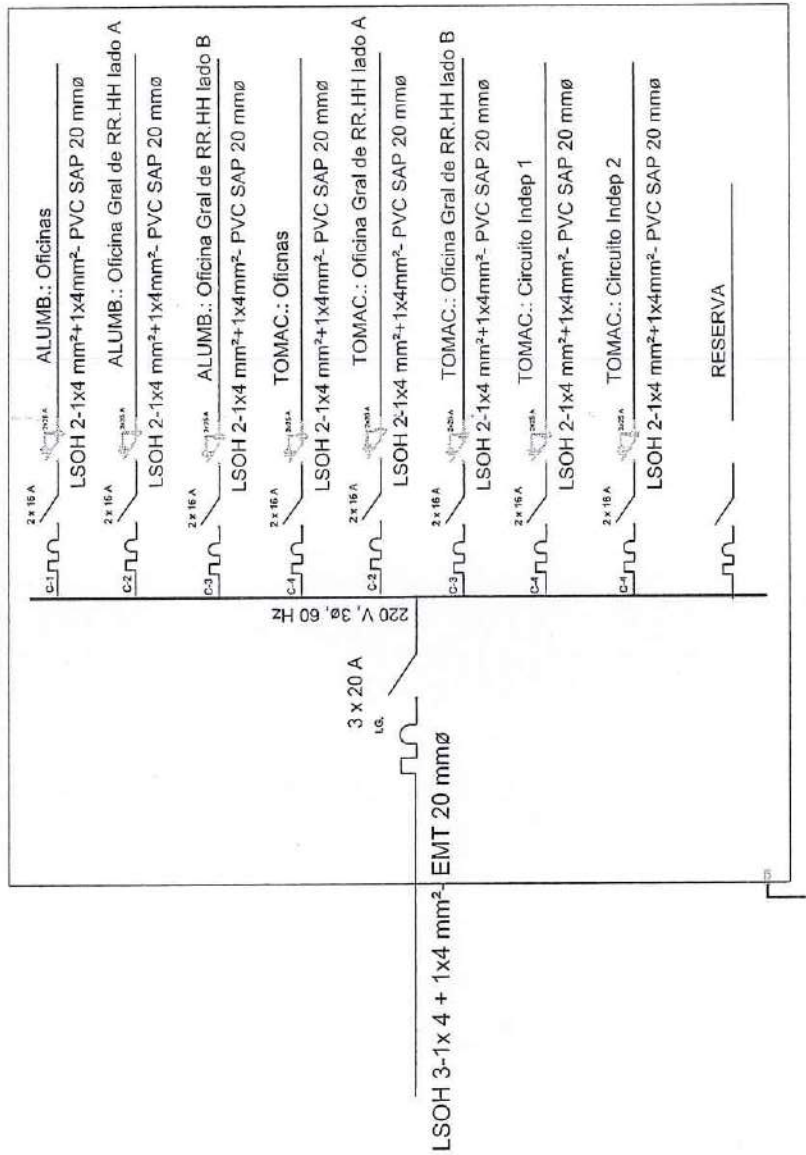 LSOH 3-1x 4 + 1x4 mm²- EMT 20 mmø
3 x 20 A
I.G.
220 V, 3ø, 60 Hz
C-1
2 x 16 A
2x25 A
ALUMB.: Oficinas
LSOH 2-1x4 mm²+1x4mm²- PVC SAP 20 mmø
C-2
2 x 16 A
2x25 A
ALUMB.: Oficina Gral de RR.HH lado A
LSOH 2-1x4 mm²+1x4mm²- PVC SAP 20 mmø
C-3
2 x 16 A
2x25 A
ALUMB.: Oficina Gral de RR.HH lado B
LSOH 2-1x4 mm²+1x4mm²- PVC SAP 20 mmø
C-4
2 x 16 A
2x25 A
TOMAC.: Oficnas
LSOH 2-1x4 mm²+1x4mm²- PVC SAP 20 mmø
C-2
2 x 16 A
2x25 A
TOMAC.: Oficina Gral de RR.HH lado A
LSOH 2-1x4 mm²+1x4mm²- PVC SAP 20 mmø
C-3
2 x 16 A
2x25 A
TOMAC.: Oficina Gral de RR.HH lado B
LSOH 2-1x4 mm²+1x4mm²- PVC SAP 20 mmø
C-4
2 x 16 A
2x25 A
TOMAC.: Circuito Indep 1
LSOH 2-1x4 mm²+1x4mm²- PVC SAP 20 mmø
C-4
2 x 16 A
2x25 A
TOMAC.: Circuito Indep 2
LSOH 2-1x4 mm²+1x4mm²- PVC SAP 20 mmø
RESERVA